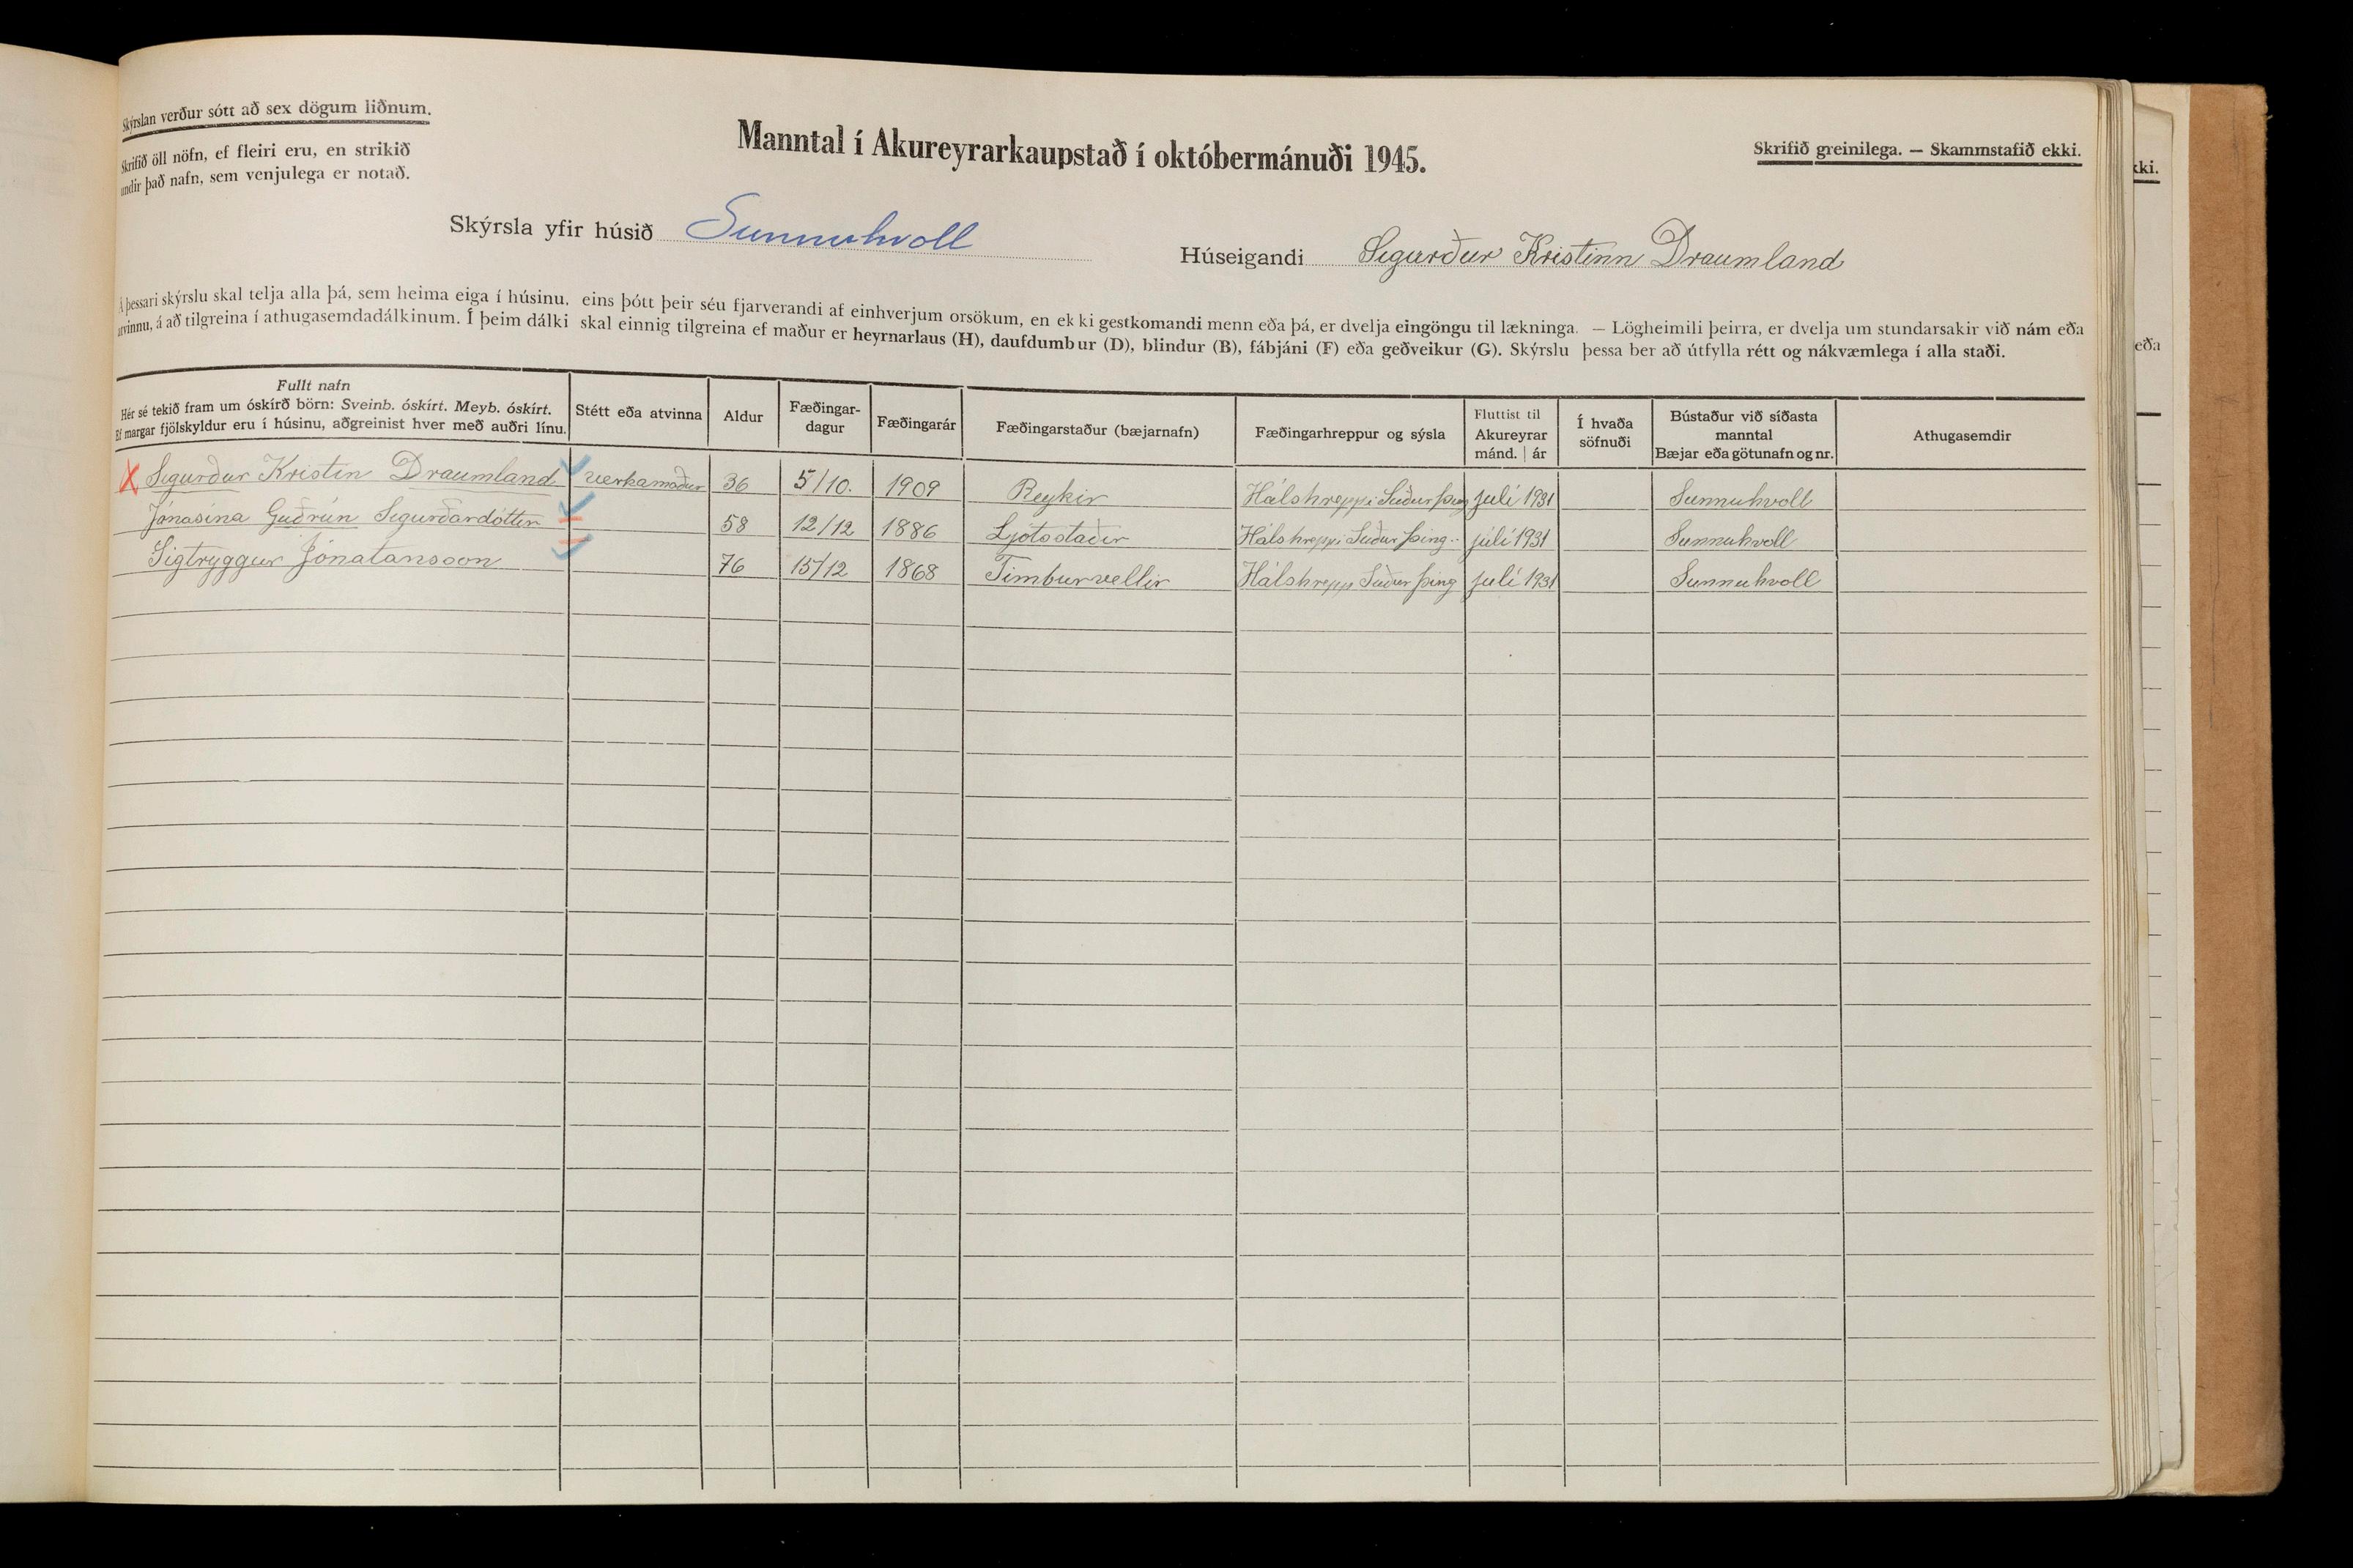 Skýrslan verður sótt að sex dögum liðnum.
Skrifið öll nöfn, ef fleiri eru, en strikið
undir það nafn, sem venjulega er notað.
Manntal í Akureyrarkaupstað í októbermánuði 1945.
Skrifið greinilega. — Skammstafið ekki.
kki.
Skýrsla yfir húsið Sunnuhvoll
Húseigandi Sigurður Kristinn Draumland
Á þessari skýrslu skal telja alla þá, sem heima eiga í húsinu, eins þótt þeir séu fjarverandi af einhverjum orsökum, en ekki gestkomandi menn eða þá, er dvelja eingöngu til lækninga. — Lögheimili þeirra, er dvelja um stundarsakir við nám eða
atvinnu, á að tilgreina í athugasemdadálkinum. Í þeim dálki skal einnig tilgreina ef maður er heyrnarlaus (H), daufdumbur (D), blindur (B), fábjáni (F) eða geðveikur (G). Skýrslu þessa ber að útfylla rétt og nákvæmlega í alla staði.
eða
Fullt nafn
Hér sé tekið fram um óskírð börn: Sveinb. óskírt. Meyb. óskírt.
Ef margar fjölskyldur eru í húsinu, aðgreinist hver með auðri línu.
Stétt eða atvinna
Aldur
Fæðingar-
dagur
Fæðingarár
Fæðingarstaður (bæjarnafn)
Fæðingarhreppur og sýsla
Fluttist til
Akureyrar
mánd. | ár
Í hvaða
söfnuði
Bústaður við síðasta
manntal
Bæjar eða götunafn og nr.
Athugasemdir
X Sigurður Kristin Draumland verkamaður 36 5/10. 1909 Reykir Hálshreppi Suður þing júlí 1931 Sunnuhvoll
Jónasína Guðrún Sigurðardóttir 58 12/12 1886 Ljótsstaðir Hálshreppi Suður þing. júlí 1931 Sunnuhvoll
Sigtryggur Jónatansson 76 15/12 1868 Timburvellir Hálshrepp Suður þing júlí 1931 Sunnuhvoll